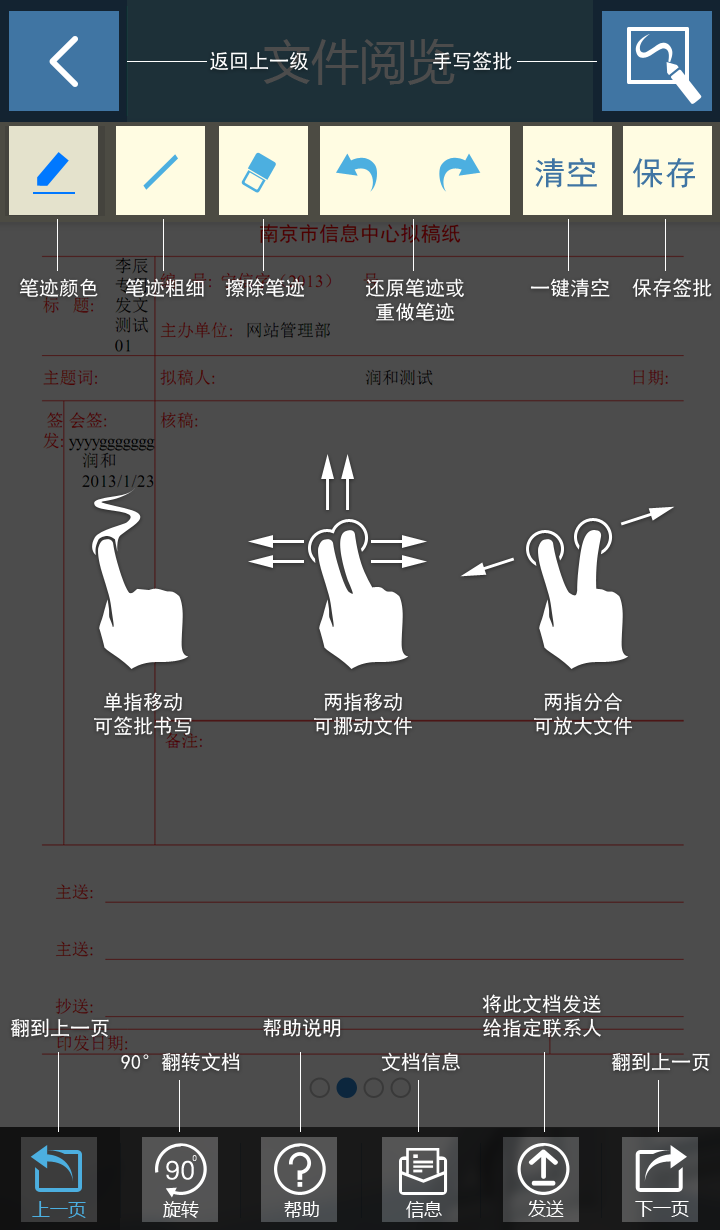 文件阅览
返回上一级
手写签批
清空
保存
南京市信息中心拟稿纸
笔迹颜色
笔迹粗细
擦除笔迹
还原笔迹或
重做笔迹
一键清空
保存签批
标 题:
李辰
发文
测试
01
主办单位: 网站管理部
主题词:
拟稿人:
润和测试
日期:
签
发:
会签:
yyyyggggggg
润和
2013/1/23
核稿:
单指移动
可签批书写
两指移动
可挪动文件
两指分合
可放大文件
备注:
主送:
主送:
抄送:
印发日期:
翻到上一页
90° 翻转文档
帮助说明
文档信息
将此文档发送
给指定联系人
翻到上一页
90°
上一页
旋转
帮助
信息
发送
下一页